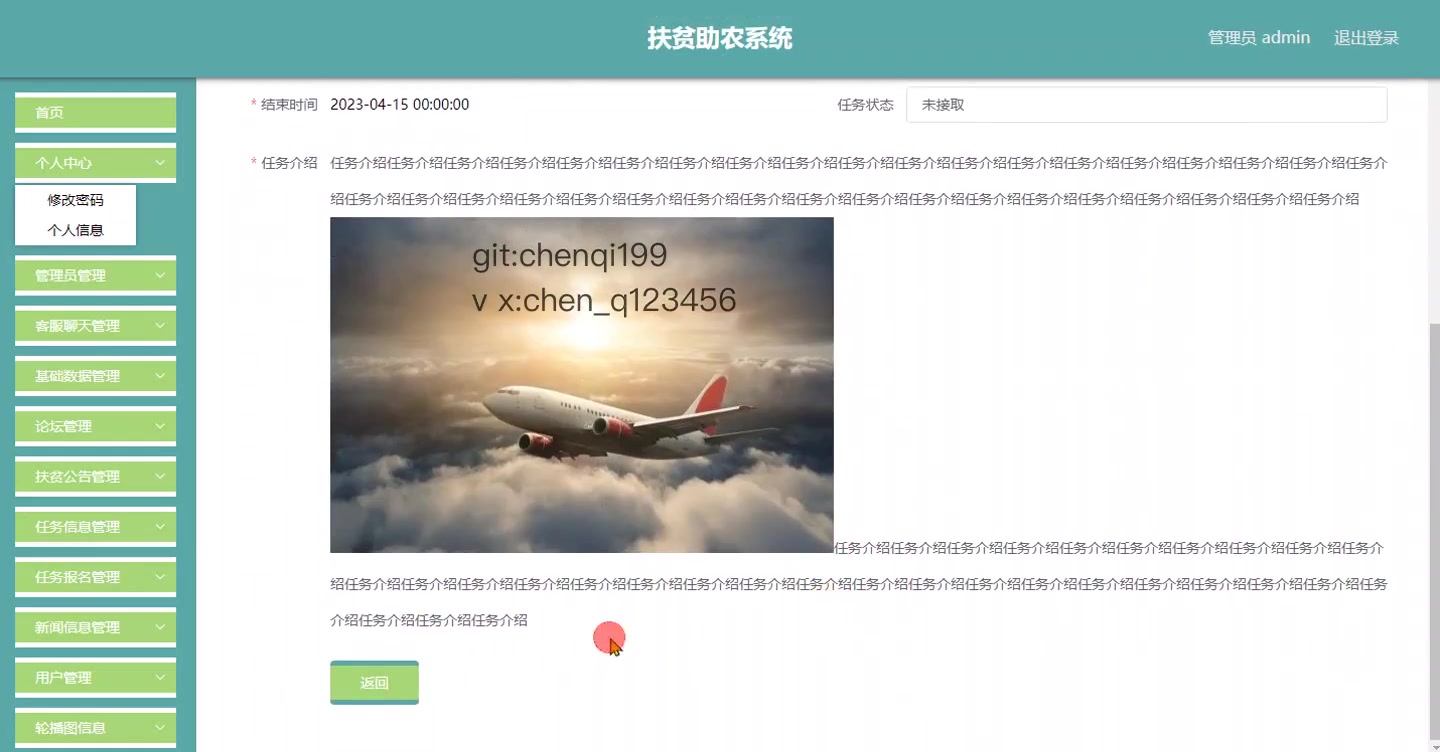 扶贫助农系统
管理员 admin
退出登录
首页
个人中心
修改密码
个人信息
管理员管理
客服聊天管理
基础数据管理
论坛管理
扶贫公告管理
任务信息管理
任务报名管理
新闻信息管理
用户管理
轮播图信息
* 结束时间 2023-04-15 00:00:00
任务状态 未接取
* 任务介绍 任务介绍任务介绍任务介绍任务介绍任务介绍任务介绍任务介绍任务介绍任务介绍任务介绍任务介绍任务介绍任务介绍任务介绍任务介绍任务介绍任务介绍任务介绍任务介
绍任务介绍任务介绍任务介绍任务介绍任务介绍任务介绍任务介绍任务介绍任务介绍任务介绍任务介绍任务介绍任务介绍任务介绍任务介绍任务介绍任务介绍任务介绍
git:chenqi199
v x:chen_q123456
任务介绍任务介绍任务介绍任务介绍任务介绍任务介绍任务介绍任务介绍任务介绍任务介
绍任务介绍任务介绍任务介绍任务介绍任务介绍任务介绍任务介绍任务介绍任务介绍任务介绍任务介绍任务介绍任务介绍任务介绍任务介绍任务介绍任务介绍任务介绍任务
介绍任务介绍任务介绍任务介绍
返回